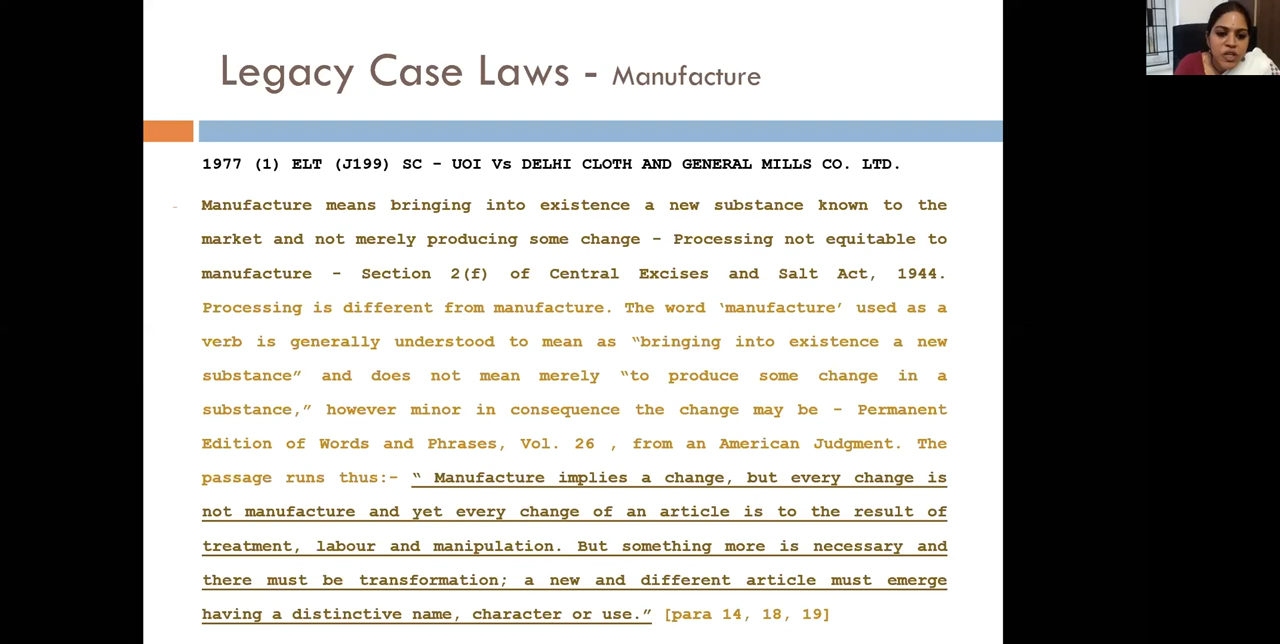 Legacy Case Laws - Manufacture
1977 (1) ELT (J199) SC – UOI Vs DELHI CLOTH AND GENERAL MILLS CO. LTD.
- Manufacture means bringing into existence a new substance known to the
market and not merely producing some change – Processing not equitable to
manufacture - Section 2(f) of Central Excises and Salt Act, 1944.
Processing is different from manufacture. The word ‘manufacture’ used as a
verb is generally understood to mean as “bringing into existence a new
substance” and does not mean merely “to produce some change in a
substance,” however minor in consequence the change may be – Permanent
Edition of Words and Phrases, Vol. 26 , from an American Judgment. The
passage runs thus:- “ Manufacture implies a change, but every change is
not manufacture and yet every change of an article is to the result of
treatment, labour and manipulation. But something more is necessary and
there must be transformation; a new and different article must emerge
having a distinctive name, character or use.” [para 14, 18, 19]